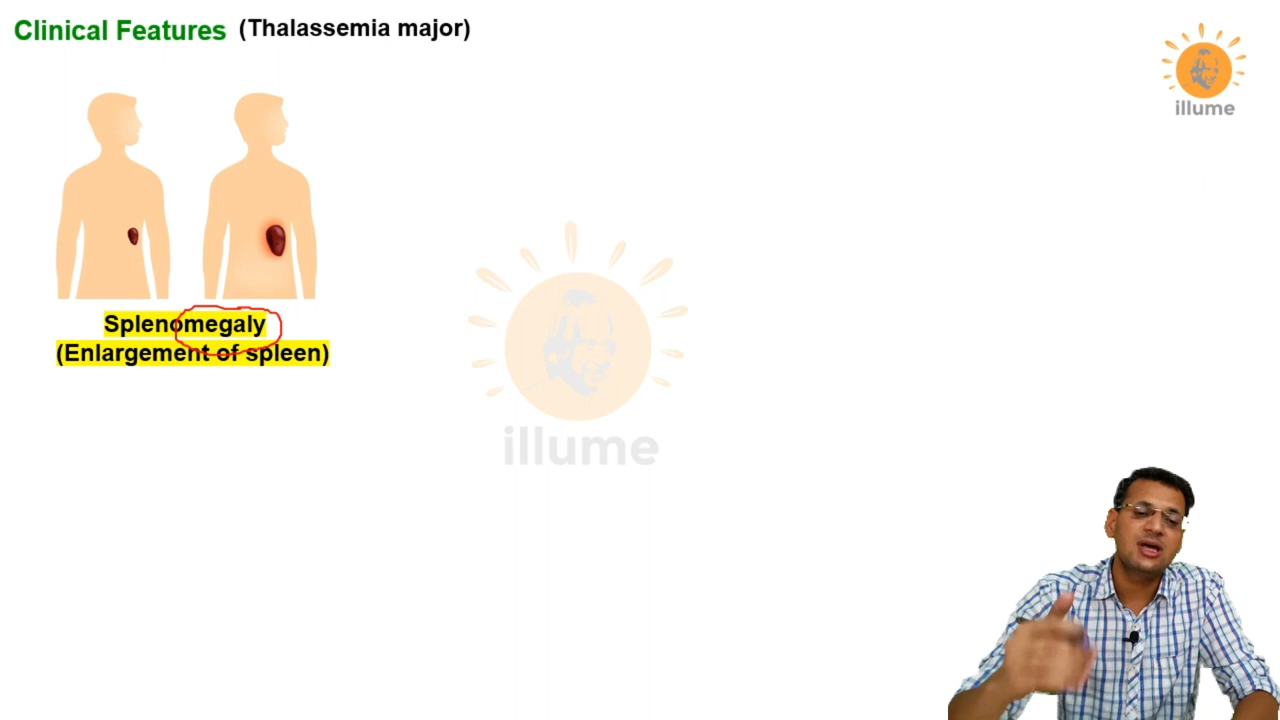 Clinical Features (Thalassemia major)
illume
Splenomegaly
(Enlargement of spleen)
illume